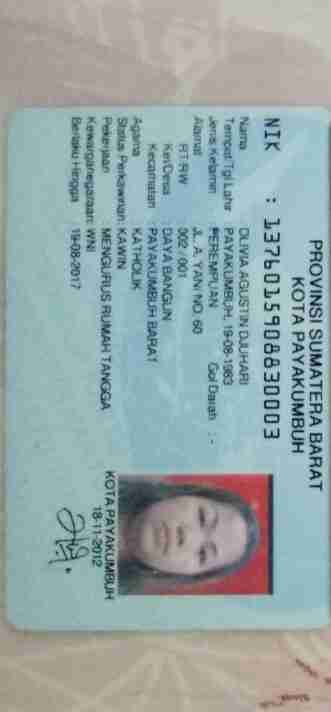 PROVINSI SUMATERA BARAT
KOTA PAYAKUMBUH
NIK : 1376015908830003
Nama : OLIVIA AGUSTIN DJUHARI
Tempat/Tgl Lahir : PAYAKUMBUH, 19-08-1983
Jenis Kelamin : PEREMPUAN Gol Darah : -
Alamat : JL. A. YANI NO. 60
RT/RW : 002 / 001
Kel/Desa : DAYA BANGUN
Kecamatan : PAYAKUMBUH BARAT
Agama : KATHOLIK
Status Perkawinan: KAWIN
Pekerjaan : MENGURUS RUMAH TANGGA
Kewarganegaraan: WNI
Berlaku Hingga : 19-08-2017
KOTA PAYAKUMBUH
18-11-2012